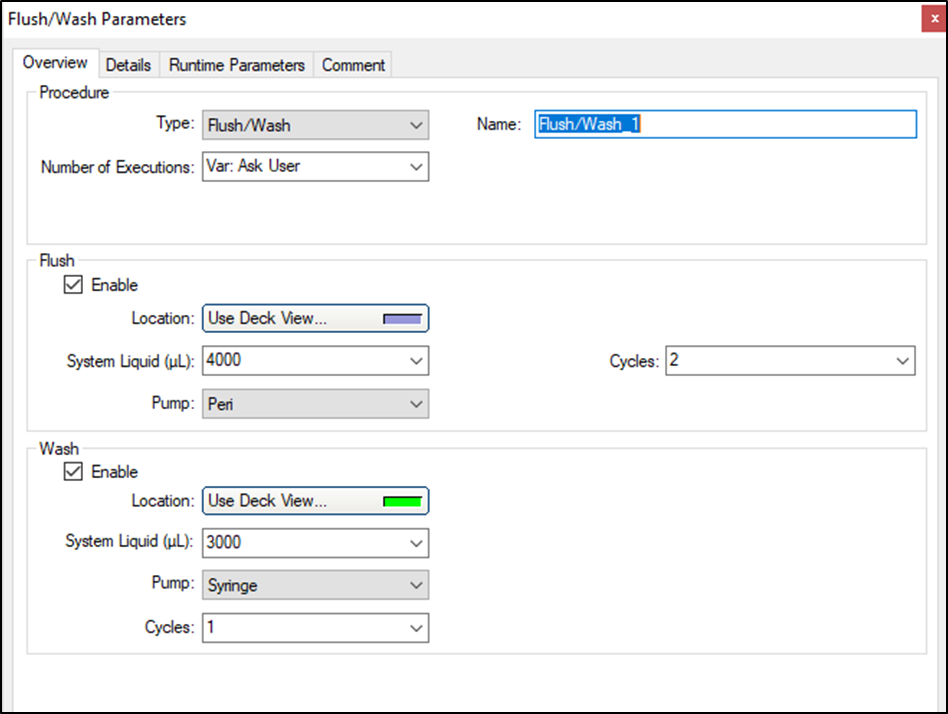 Flush/Wash Parameters
x
Overview Details Runtime Parameters Comment
Procedure
Type: Flush/Wash Name: Flush/Wash_1
Number of Executions: Var: Ask User
Flush
Enable
Location: Use Deck View...
System Liquid (µL): 4000 Cycles: 2
Pump: Peri
Wash
Enable
Location: Use Deck View...
System Liquid (µL): 3000
Pump: Syringe
Cycles: 1